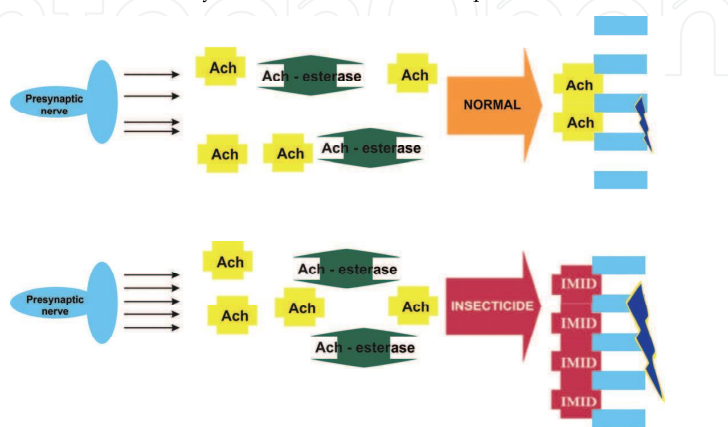 Presynaptic
nerve
Ach
Ach - esterase
Ach
Ach
Ach
Ach - esterase
NORMAL
Ach
Ach
Presynaptic
nerve
Ach
Ach - esterase
Ach
Ach
Ach
Ach - esterase
INSECTICIDE
IMID
IMID
IMID
IMID